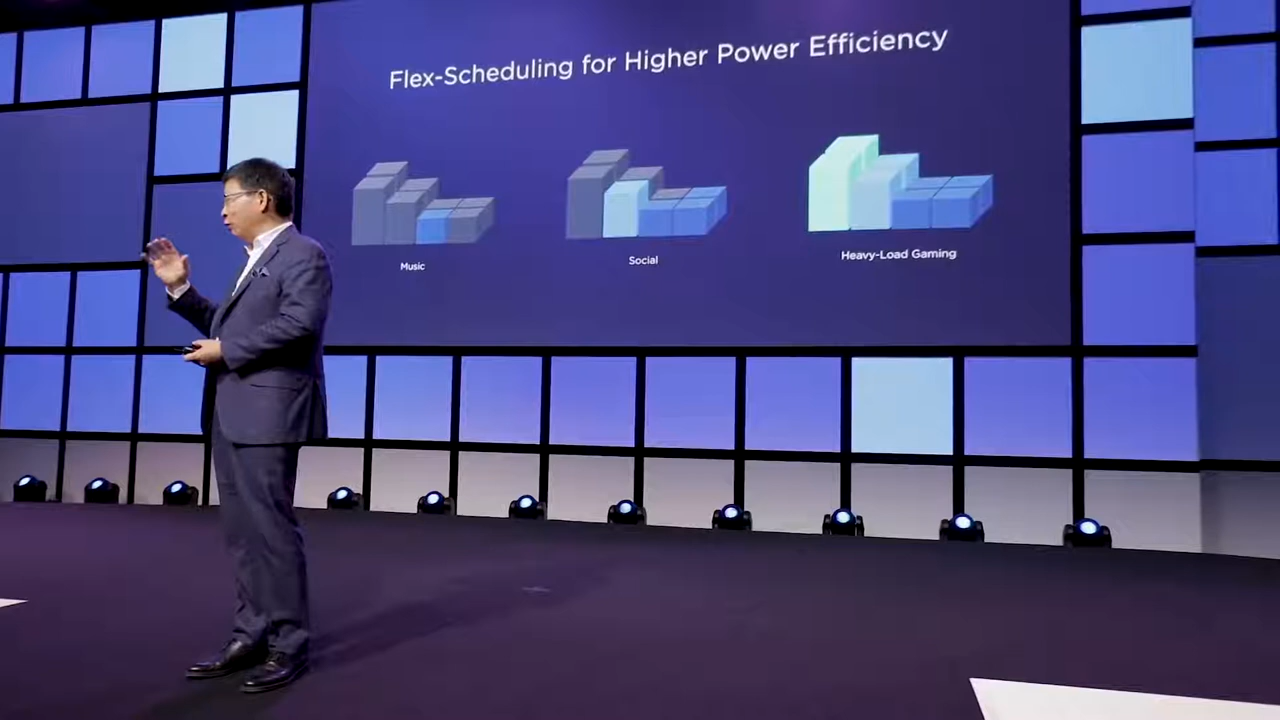 Flex-Scheduling for Higher Power Efficiency
Music
Social
Heavy-Load Gaming